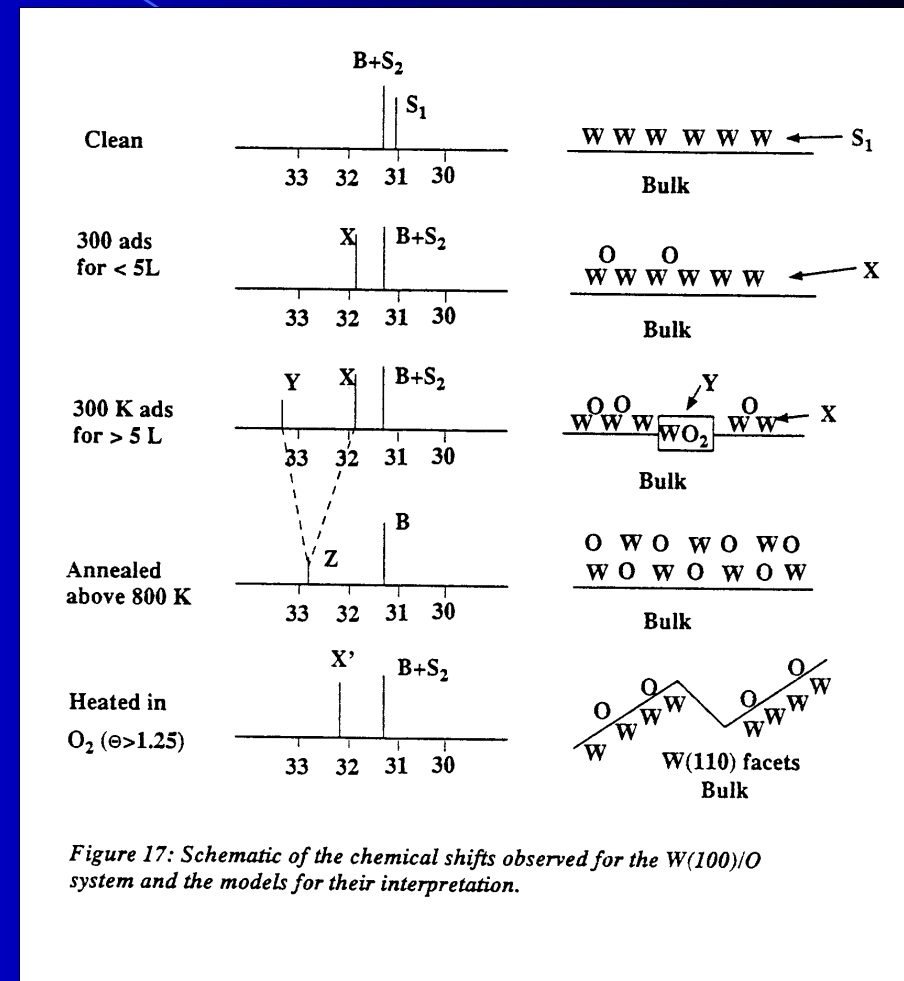 B+S₂
S₁
Clean
33 32 31 30
W W W W W W
S₁
Bulk
300 ads
for < 5L
X
B+S₂
33 32 31 30
O O
W W W W W W
X
Bulk
300 K ads
for > 5 L
Y
X
B+S₂
33 32 31 30
Y
O O O
W W W WO₂ W W
X
Bulk
Annealed
above 800 K
Z
B
33 32 31 30
O W O W O W O
W O W O W O W
Bulk
Heated in
O₂ (⊖>1.25)
X’
B+S₂
33 32 31 30
O O O O
W W W W W W W W
W(110) facets
Bulk
Figure 17: Schematic of the chemical shifts observed for the W(100)/O
system and the models for their interpretation.